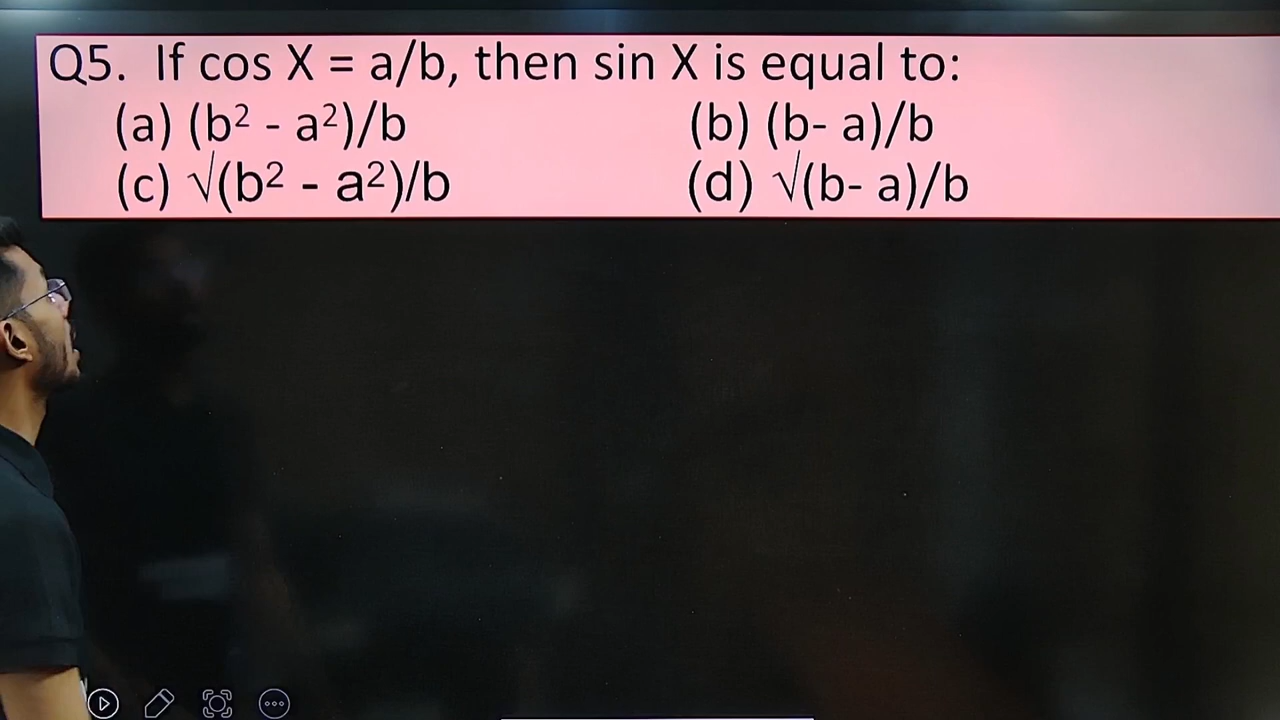 Q5. If cos X = a/b, then sin X is equal to:
(a) (b² - a²)/b (b) (b- a)/b
(c) √(b² - a²)/b (d) √(b- a)/b